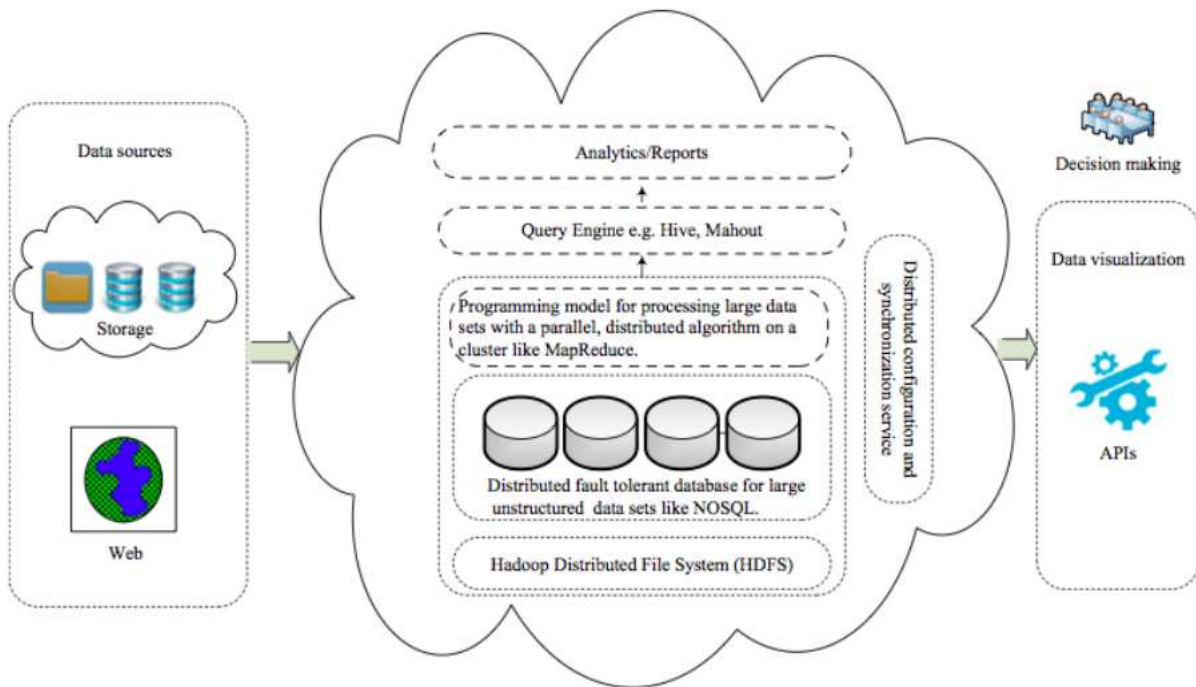 Data sources
Storage
Web
Analytics/Reports
Query Engine e.g. Hive, Mahout
Programming model for processing large data
sets with a parallel, distributed algorithm on a
cluster like MapReduce.
Distributed fault tolerant database for large
unstructured data sets like NOSQL.
Hadoop Distributed File System (HDFS)
Distributed configuration and
synchronization service
Decision making
Data visualization
APIs